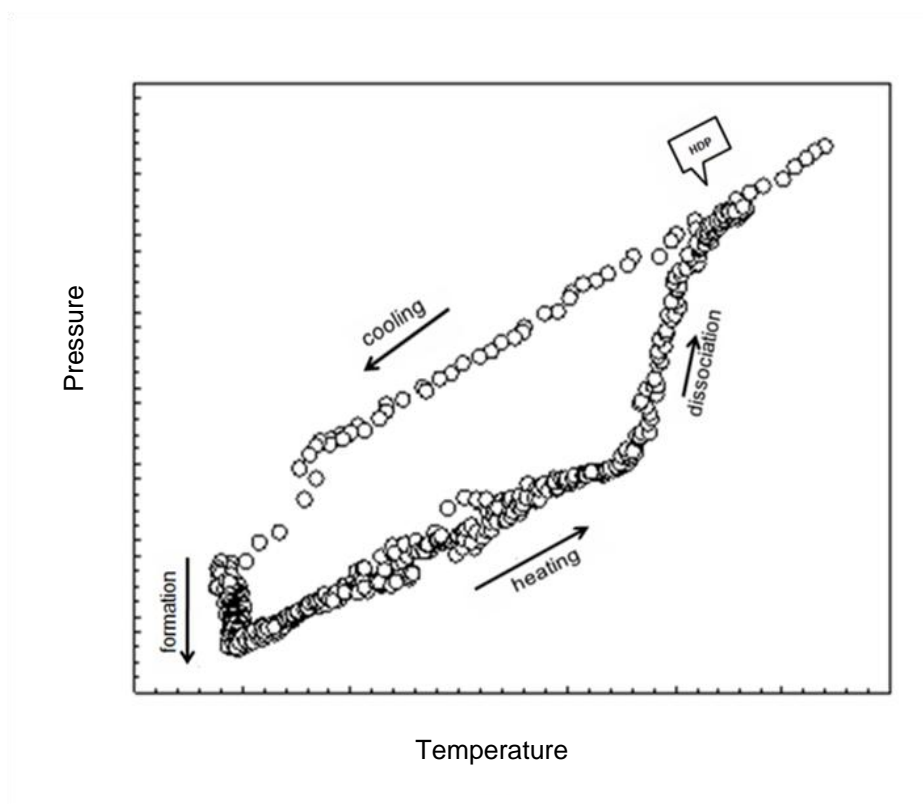 HDP
cooling
Pressure
dissociation
heating
formation
Temperature